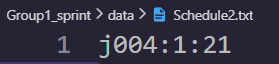 Group1_sprint > data > Schedule2.txt
1 j004:1:21